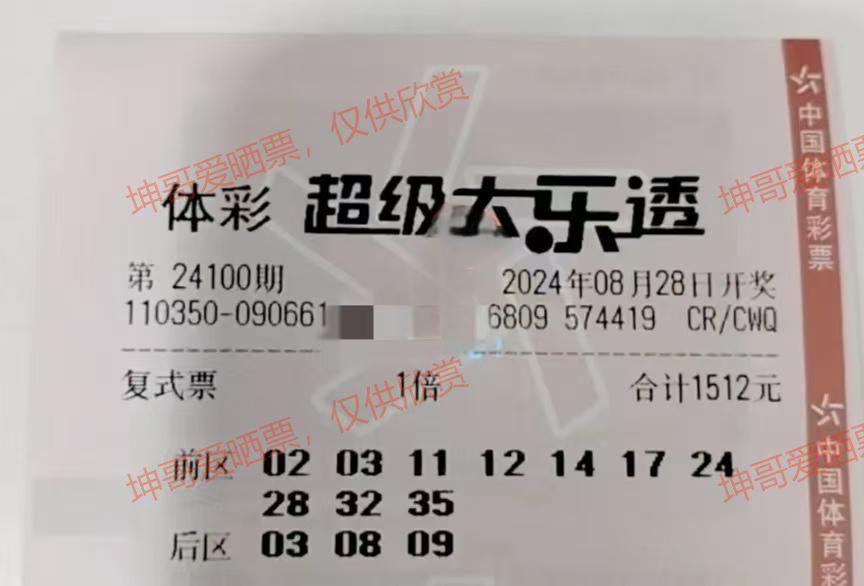 坤哥爱晒票，仅供欣赏
坤哥爱晒
体彩 超级大乐透
第 24100期 2024年08月28日开奖
110350-090661 6809 574419 CR/CWQ
复式票 1倍 合计1512元
坤哥爱晒票，仅供欣赏
坤哥爱晒
前区 02 03 11 12 14 17 24
28 32 35
后区 03 08 09
中国体育彩票
中国体育彩